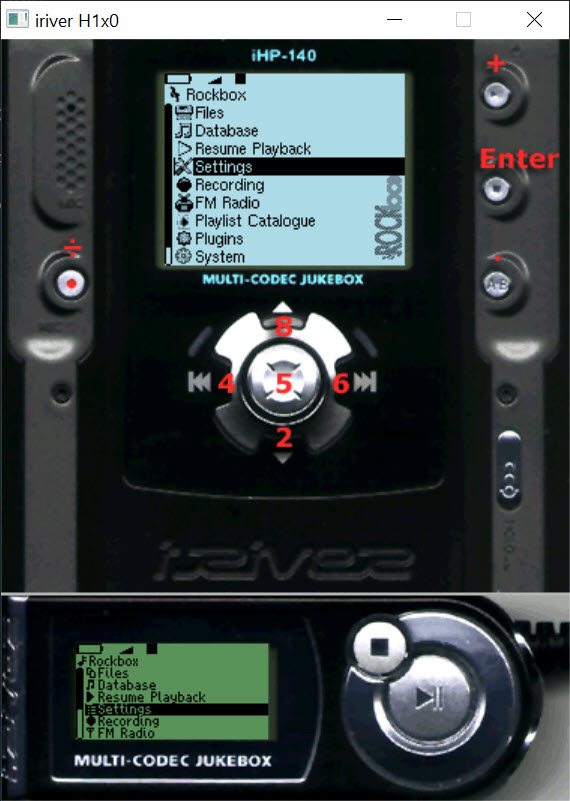 iriver H1x0
iHP-140
Rockbox
Files
Database
Resume Playback
Settings
Recording
FM Radio
Playlist Catalogue
Plugins
System
ROCKbox
MULTI-CODEC JUKEBOX
+
Enter
÷
.
A-B
8
4 5 6
2
iriver
Rockbox
Files
Database
Resume Playback
Settings
Recording
FM Radio
MULTI-CODEC JUKEBOX